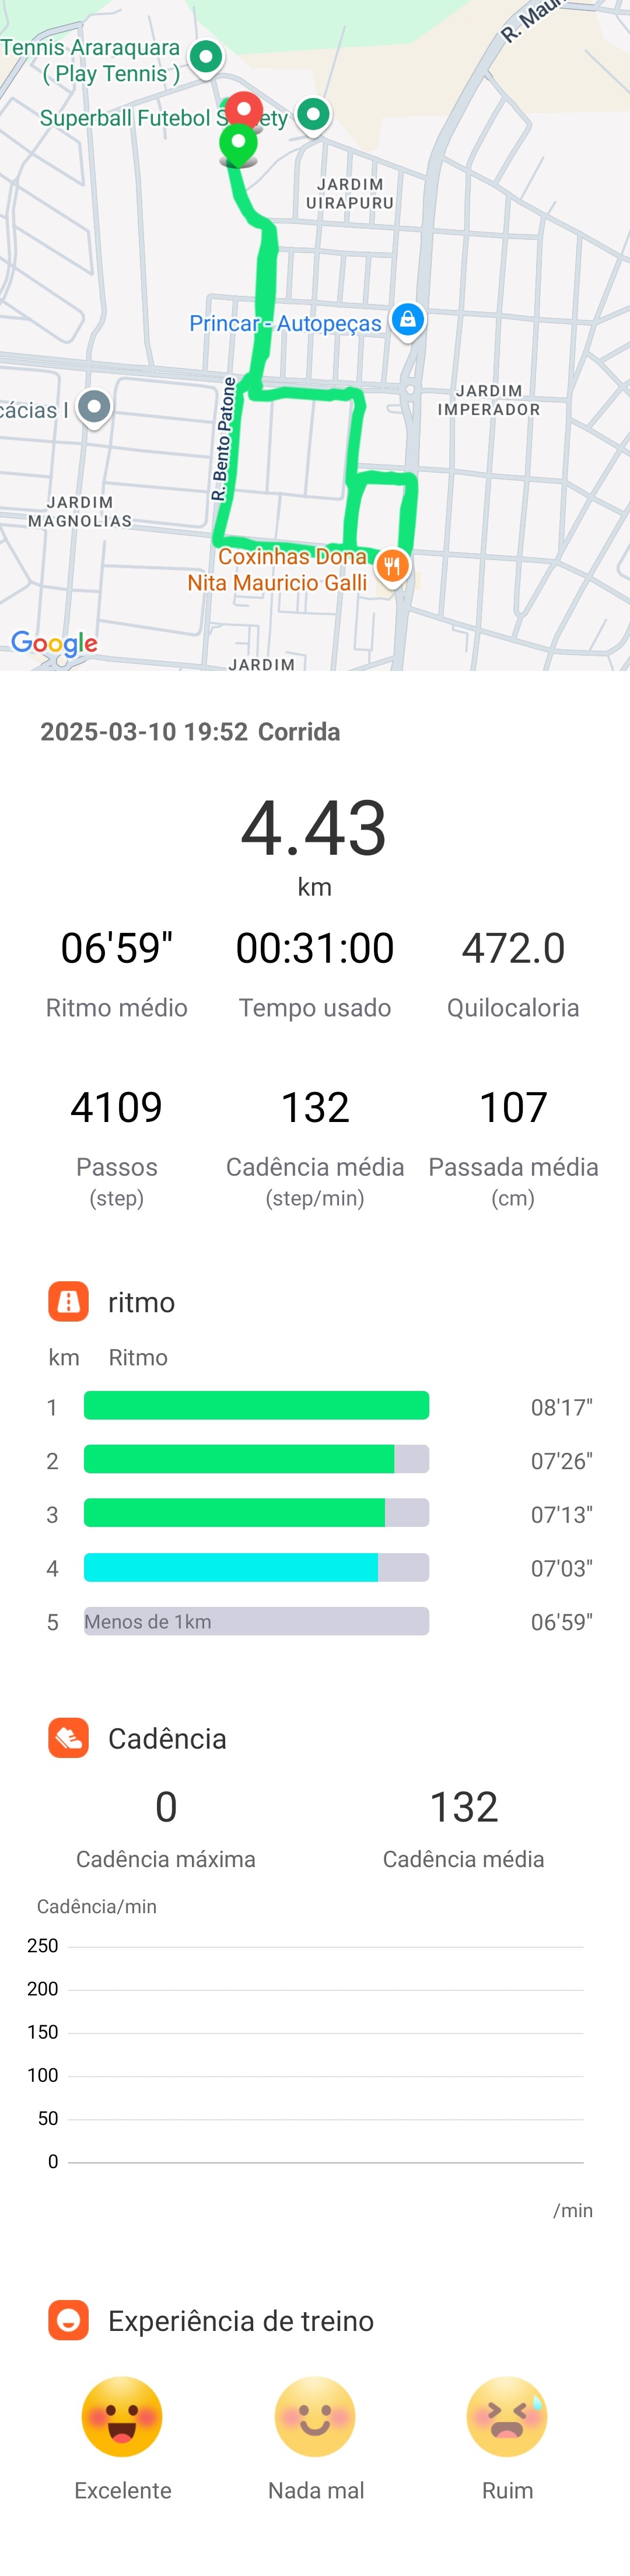 R. Maur
Tennis Araraquara
( Play Tennis )
Superball Futebol S ety
JARDIM
UIRAPURU
Princar - Autopeças
JARDIM
IMPERADOR
cácias I
R. Bento Patone
JARDIM
MAGNOLIAS
Coxinhas Dona
Nita Mauricio Galli
Google
JARDIM
2025-03-10 19:52 Corrida
4.43
km
06'59" 00:31:00 472.0
Ritmo médio Tempo usado Quilocaloria
4109 132 107
Passos Cadência média Passada média
(step) (step/min) (cm)
ritmo
km Ritmo
1 08'17"
2 07'26"
3 07'13"
4 07'03"
5 Menos de 1km 06'59"
Cadência
0 132
Cadência máxima Cadência média
Cadência/min
250
200
150
100
50
0
/min
Experiência de treino
Excelente Nada mal Ruim